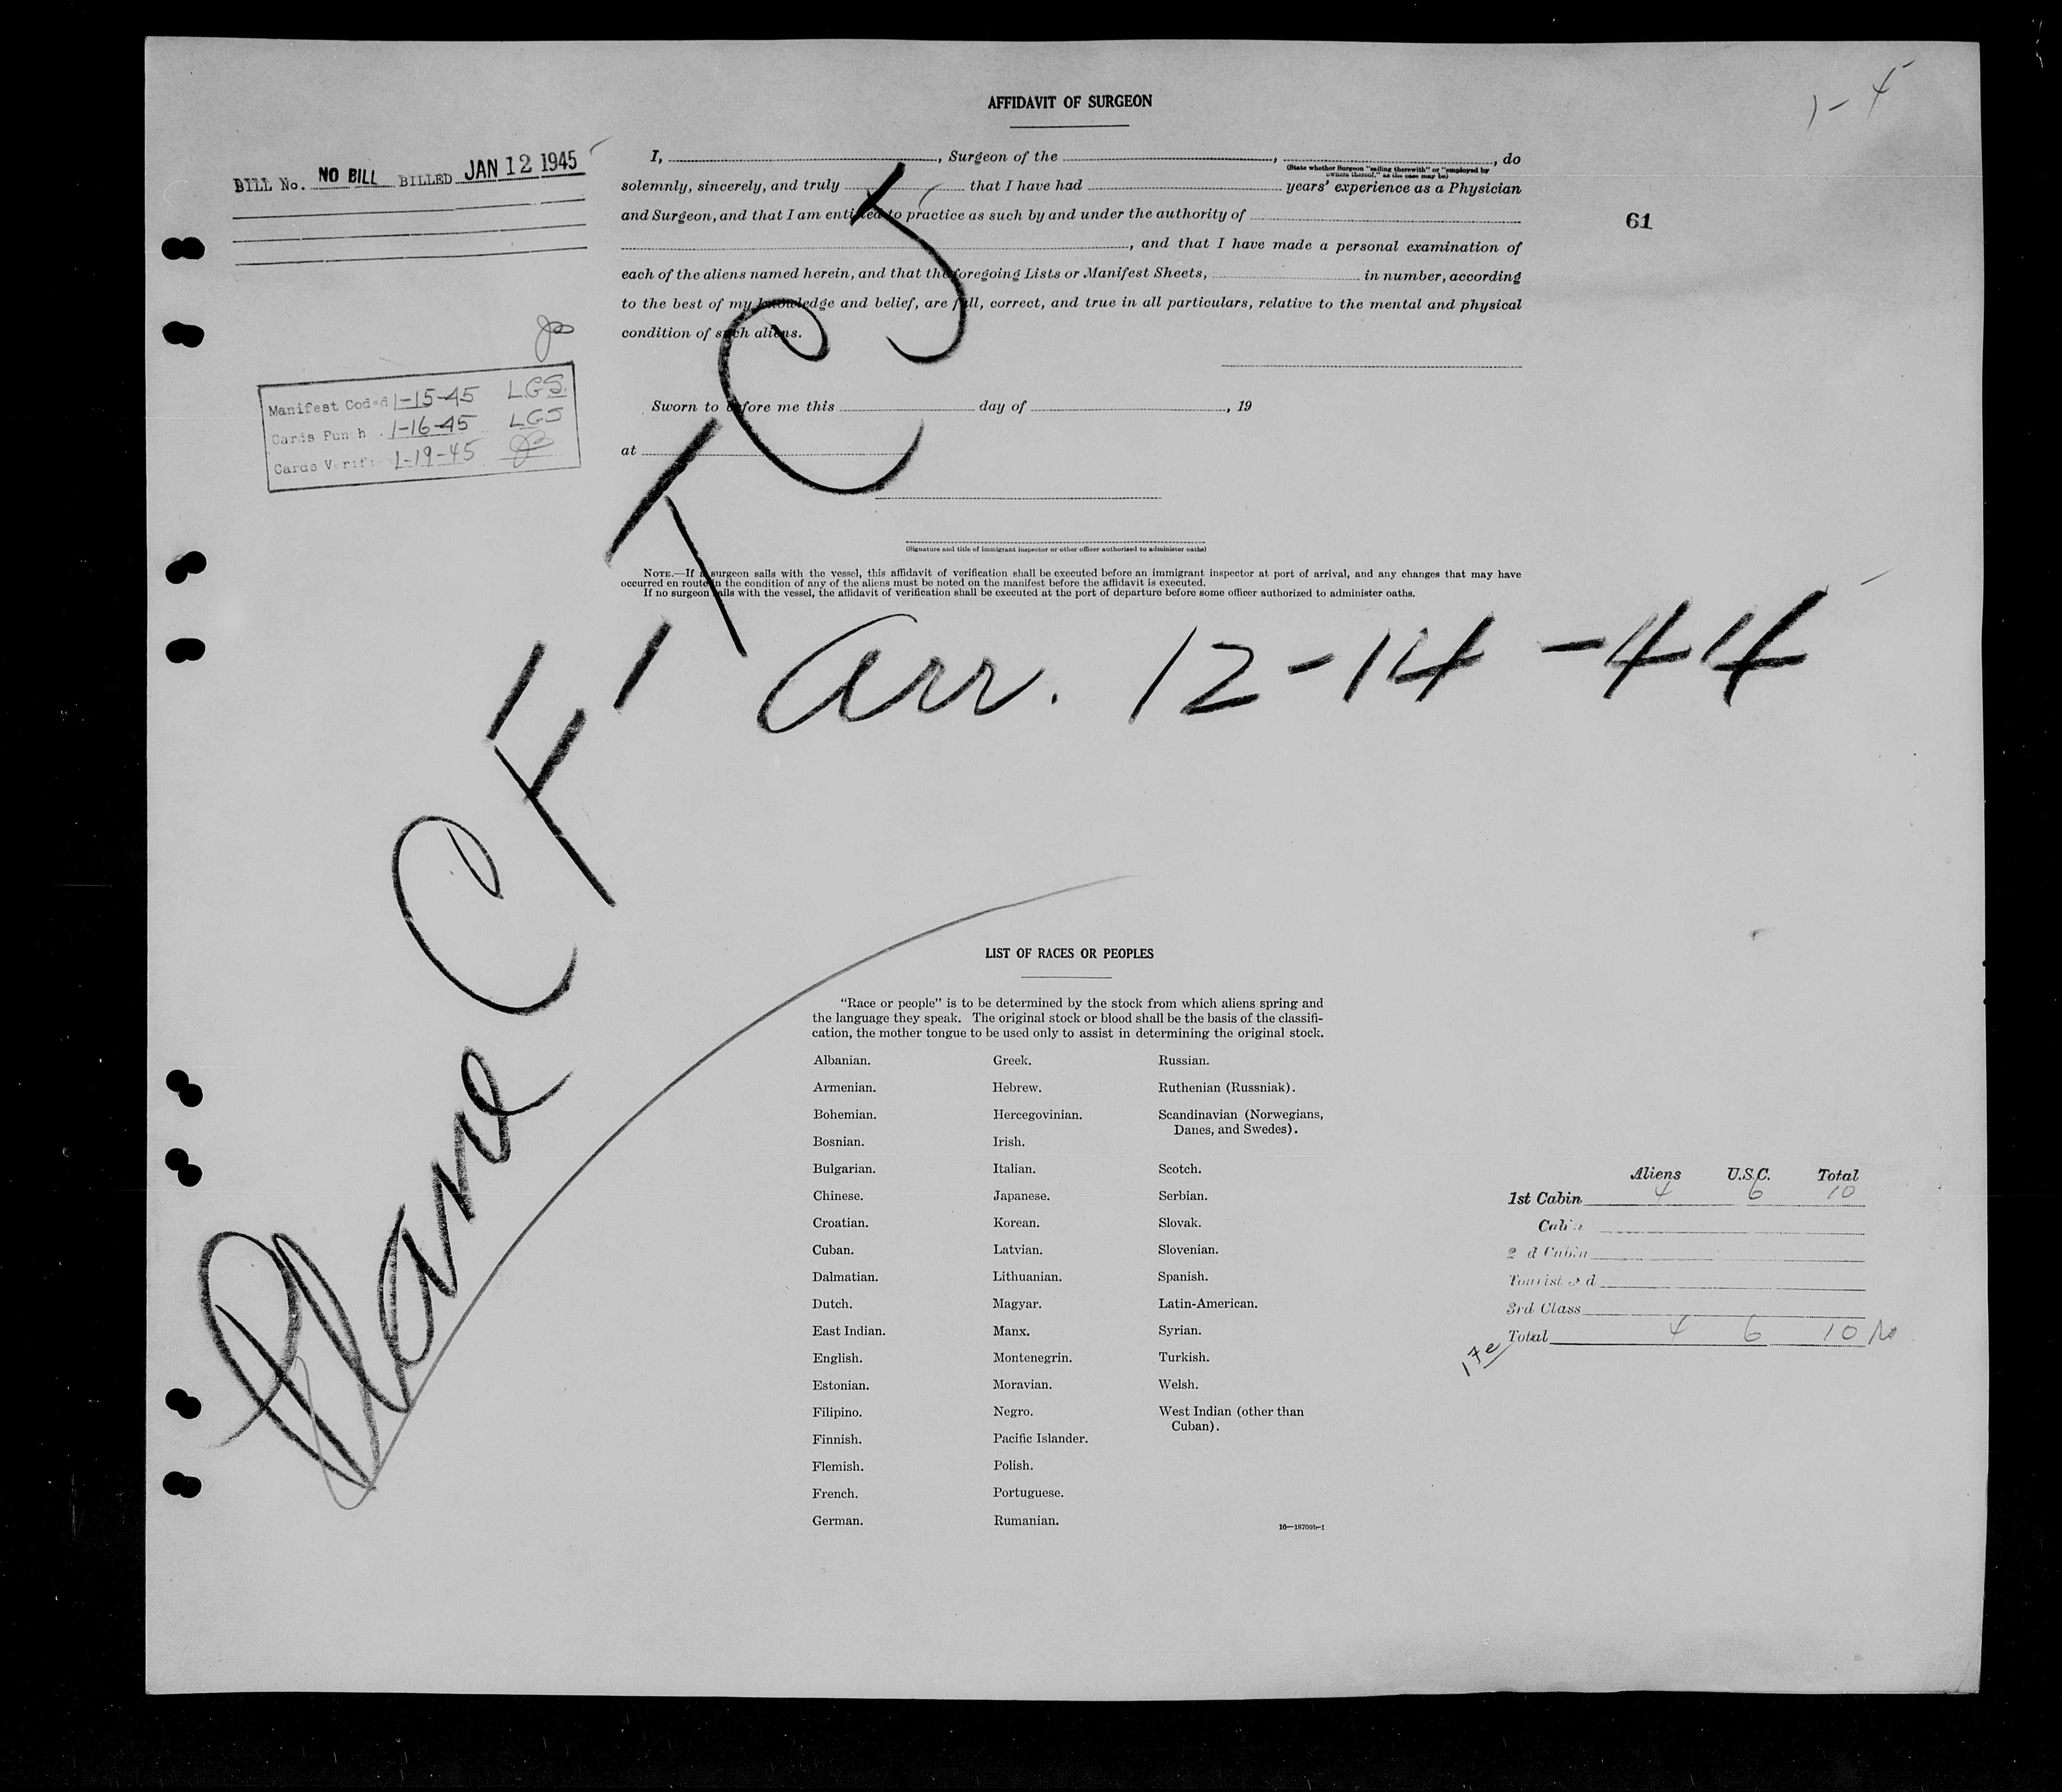 AFFIDAVIT OF SURGEON
1-4
BILL No. NO BILL BILLED JAN 12 1945
I, , Surgeon of the , , do
(State whether Surgeon "sailing therewith" or "employed by
owners thereof," as the case may be)
solemnly, sincerely, and truly that I have had years' experience as a Physician
and Surgeon, and that I am entitled to practice as such by and under the authority of
61
, and that I have made a personal examination of
each of the aliens named herein, and that the foregoing Lists or Manifest Sheets, in number, according
to the best of my knowledge and belief, are full, correct, and true in all particulars, relative to the mental and physical
condition of such aliens.
Manifest Coded 1-15-45 LGS.
Cards Punch 1-16-45 LGS
Cards Verif 1-19-45
Sworn to before me this day of , 19
at
(Signature and title of immigrant inspector or other officer authorized to administer oaths)
NOTE.—If a surgeon sails with the vessel, this affidavit of verification shall be executed before an immigrant inspector at port of arrival, and any changes that may have
occurred en route in the condition of any of the aliens must be noted on the manifest before the affidavit is executed.
If no surgeon sails with the vessel, the affidavit of verification shall be executed at the port of departure before some officer authorized to administer oaths.
Plane CF-TCJ
arr. 12-14-44
LIST OF RACES OR PEOPLES
"Race or people" is to be determined by the stock from which aliens spring and
the language they speak. The original stock or blood shall be the basis of the classifi-
cation, the mother tongue to be used only to assist in determining the original stock.
Albanian. Greek. Russian.
Armenian. Hebrew. Ruthenian (Russniak).
Bohemian. Hercegovinian. Scandinavian (Norwegians,
Danes, and Swedes).
Bosnian. Irish.
Bulgarian. Italian. Scotch.
Chinese. Japanese. Serbian.
Croatian. Korean. Slovak.
Cuban. Latvian. Slovenian.
Dalmatian. Lithuanian. Spanish.
Dutch. Magyar. Latin-American.
East Indian. Manx. Syrian.
English. Montenegrin. Turkish.
Estonian. Moravian. Welsh.
Filipino. Negro. West Indian (other than
Cuban).
Finnish. Pacific Islander.
Flemish. Polish.
French. Portuguese.
German. Rumanian.
16—18709b-1
Aliens U.S.C. Total
1st Cabin 4 6 10
Cabin
2 d Cabin
Tourist 3 d
3rd Class
Total 4 6 10